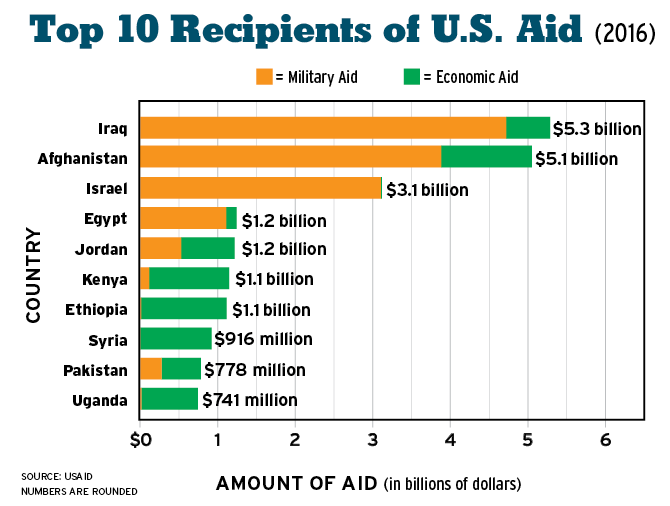 Top 10 Recipients of U.S. Aid (2016)
= Military Aid = Economic Aid
Iraq $5.3 billion
Afghanistan $5.1 billion
Israel $3.1 billion
Egypt $1.2 billion
Jordan $1.2 billion
Kenya $1.1 billion
Ethiopia $1.1 billion
Syria $916 million
Pakistan $778 million
Uganda $741 million
COUNTRY
$0 1 2 3 4 5 6
AMOUNT OF AID (in billions of dollars)
SOURCE: USAID
NUMBERS ARE ROUNDED